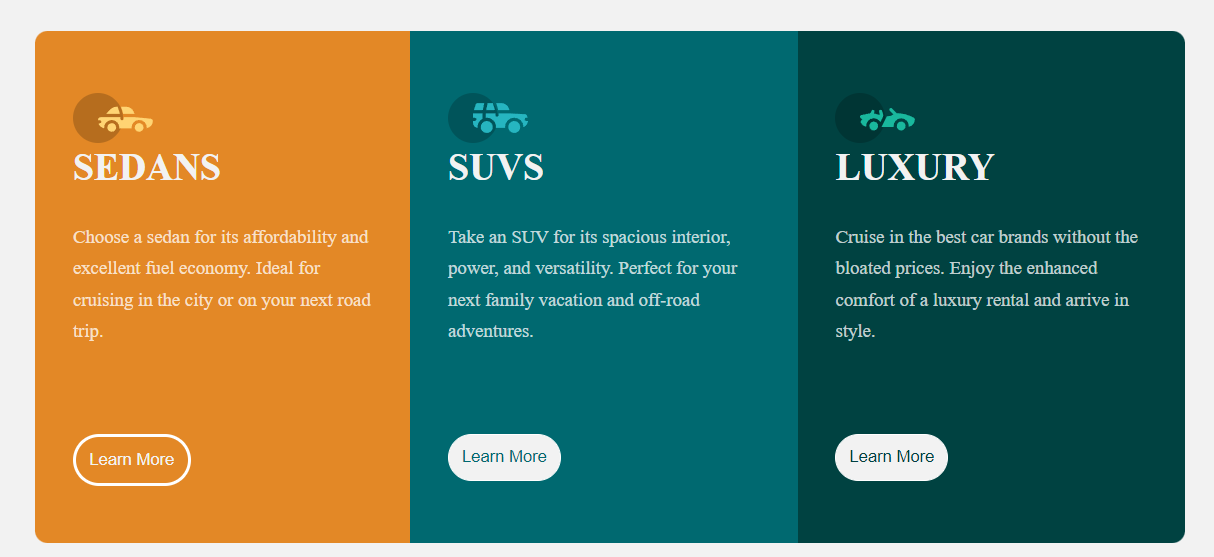 SEDANS
Choose a sedan for its affordability and
excellent fuel economy. Ideal for
cruising in the city or on your next road
trip.
Learn More
SUVS
Take an SUV for its spacious interior,
power, and versatility. Perfect for your
next family vacation and off-road
adventures.
Learn More
LUXURY
Cruise in the best car brands without the
bloated prices. Enjoy the enhanced
comfort of a luxury rental and arrive in
style.
Learn More